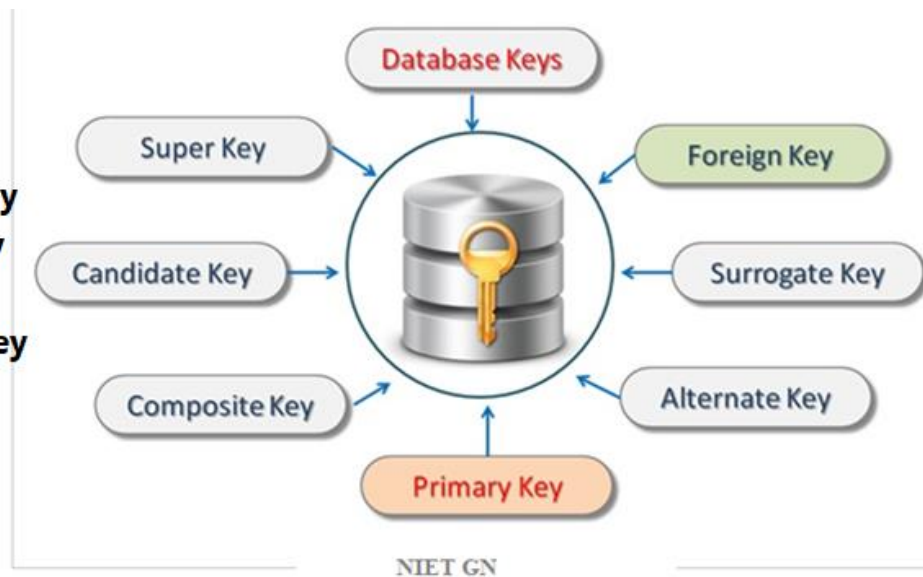 Database Keys
Super Key
Foreign Key
Candidate Key
Surrogate Key
Composite Key
Alternate Key
Primary Key
NIET GN